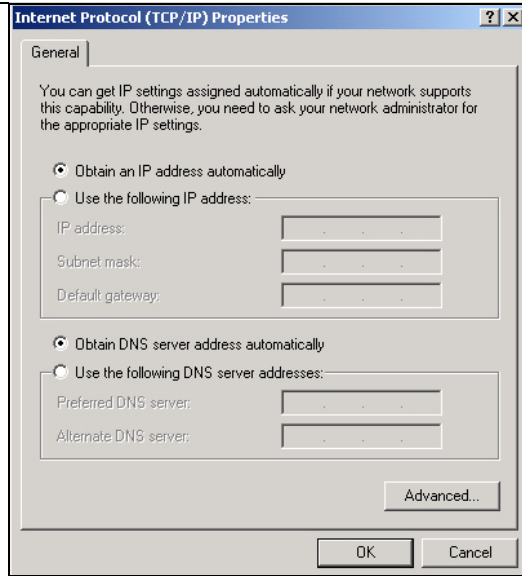 Internet Protocol (TCP/IP) Properties
General
You can get IP settings assigned automatically if your network supports
this capability. Otherwise, you need to ask your network administrator for
the appropriate IP settings.
Obtain an IP address automatically
Use the following IP address:
IP address:
Subnet mask:
Default gateway:
Obtain DNS server address automatically
Use the following DNS server addresses:
Preferred DNS server:
Alternate DNS server:
Advanced...
OK
Cancel